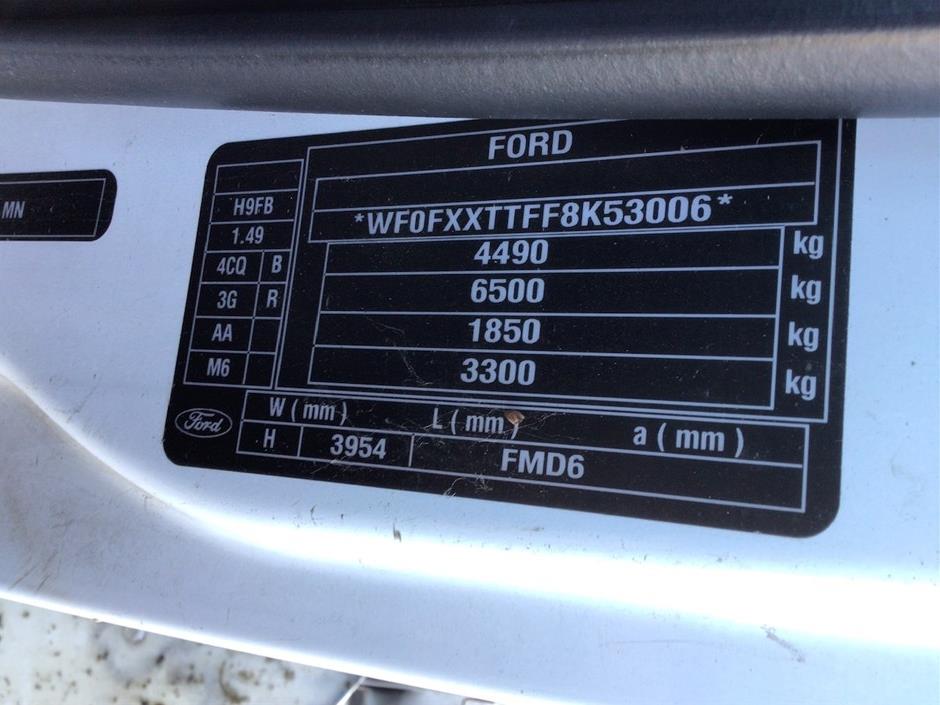 MN
FORD
*WF0FXXTTFF8K53006*
H9FB
1.49
4CQ B
3G R
AA
M6
4490 kg
6500 kg
1850 kg
3300 kg
Ford
W ( mm ) L ( mm ) a ( mm )
H 3954 FMD6